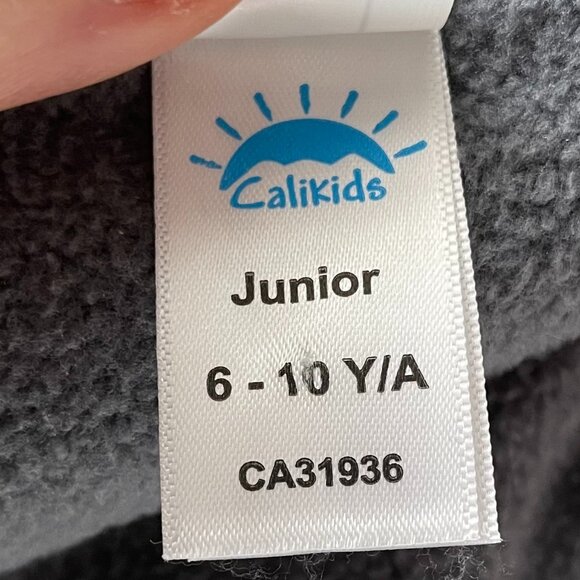 CaliKids
Junior
6 - 10 Y/A
CA31936